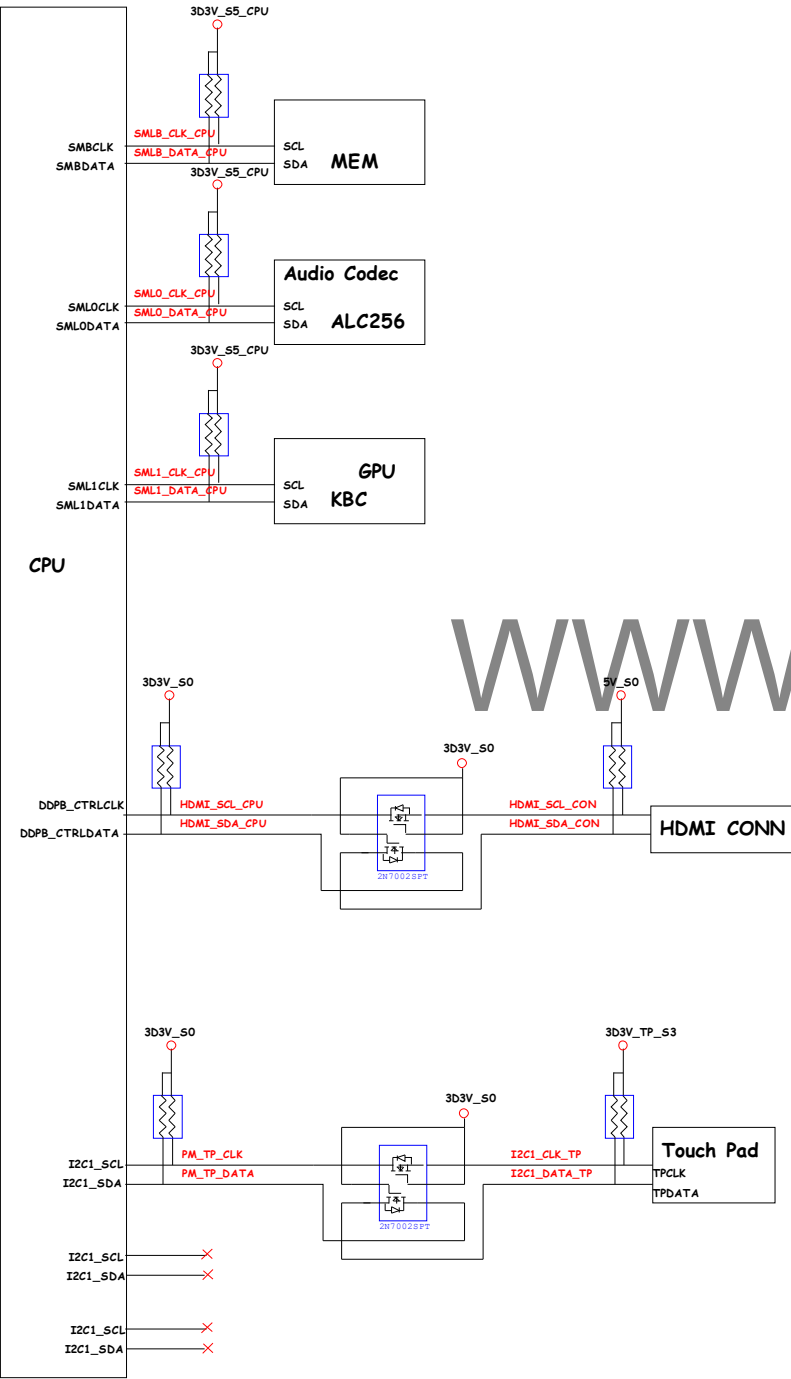 3D3V_S5_CPU
SMBCLK
SMLB_CLK_CPU
SCL
SMBDATA
SMLB_DATA_CPU
SDA
MEM
3D3V_S5_CPU
Audio Codec
SML0CLK
SML0_CLK_CPU
SCL
SML0DATA
SML0_DATA_CPU
SDA
ALC256
3D3V_S5_CPU
GPU
SML1CLK
SML1_CLK_CPU
SCL
SML1DATA
SML1_DATA_CPU
SDA
KBC
CPU
WWW
3D3V_S0
5V_S0
3D3V_S0
DDPB_CTRLCLK
HDMI_SCL_CPU
HDMI_SCL_CON
DDPB_CTRLDATA
HDMI_SDA_CPU
HDMI_SDA_CON
HDMI CONN
2N7002SPT
3D3V_S0
3D3V_TP_S3
3D3V_S0
Touch Pad
I2C1_SCL
PM_TP_CLK
I2C1_CLK_TP
TPCLK
I2C1_SDA
PM_TP_DATA
I2C1_DATA_TP
TPDATA
2N7002SPT
I2C1_SCL
I2C1_SDA
I2C1_SCL
I2C1_SDA